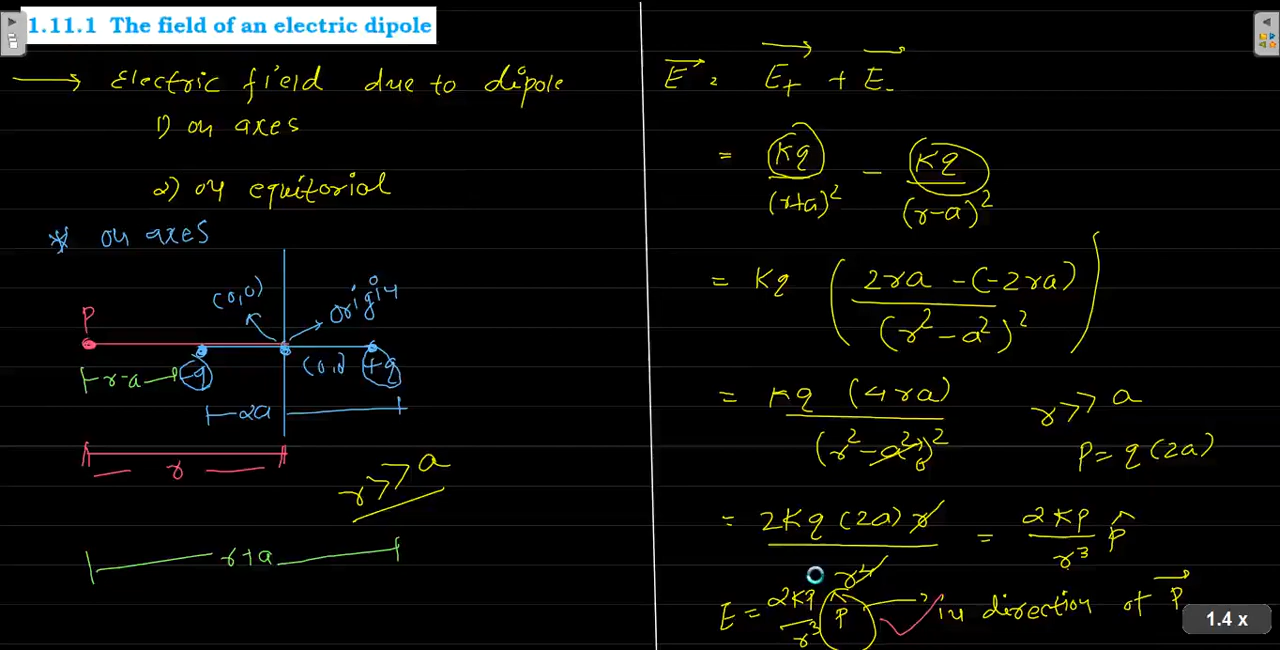 1.11.1 The field of an electric dipole
Electric field due to dipole
1) on axes
2) on equitorial
* on axes
(0,0)
origin
P
(0,0)
r-a
-q
+q
2a
r
r>>a
r+a
E = E+ + E-
= Kq/(r+a)² - Kq/(r-a)²
= Kq (2ra - (-2ra)/(r² - a²)²)
= Kq (4ra)/(r² - a²)²
r>>a
P = q(2a)
= 2Kq(2a)r/r⁴ = 2KP/r³ P̂
E = 2KP/r³ P̂ in direction of P
1.4 x